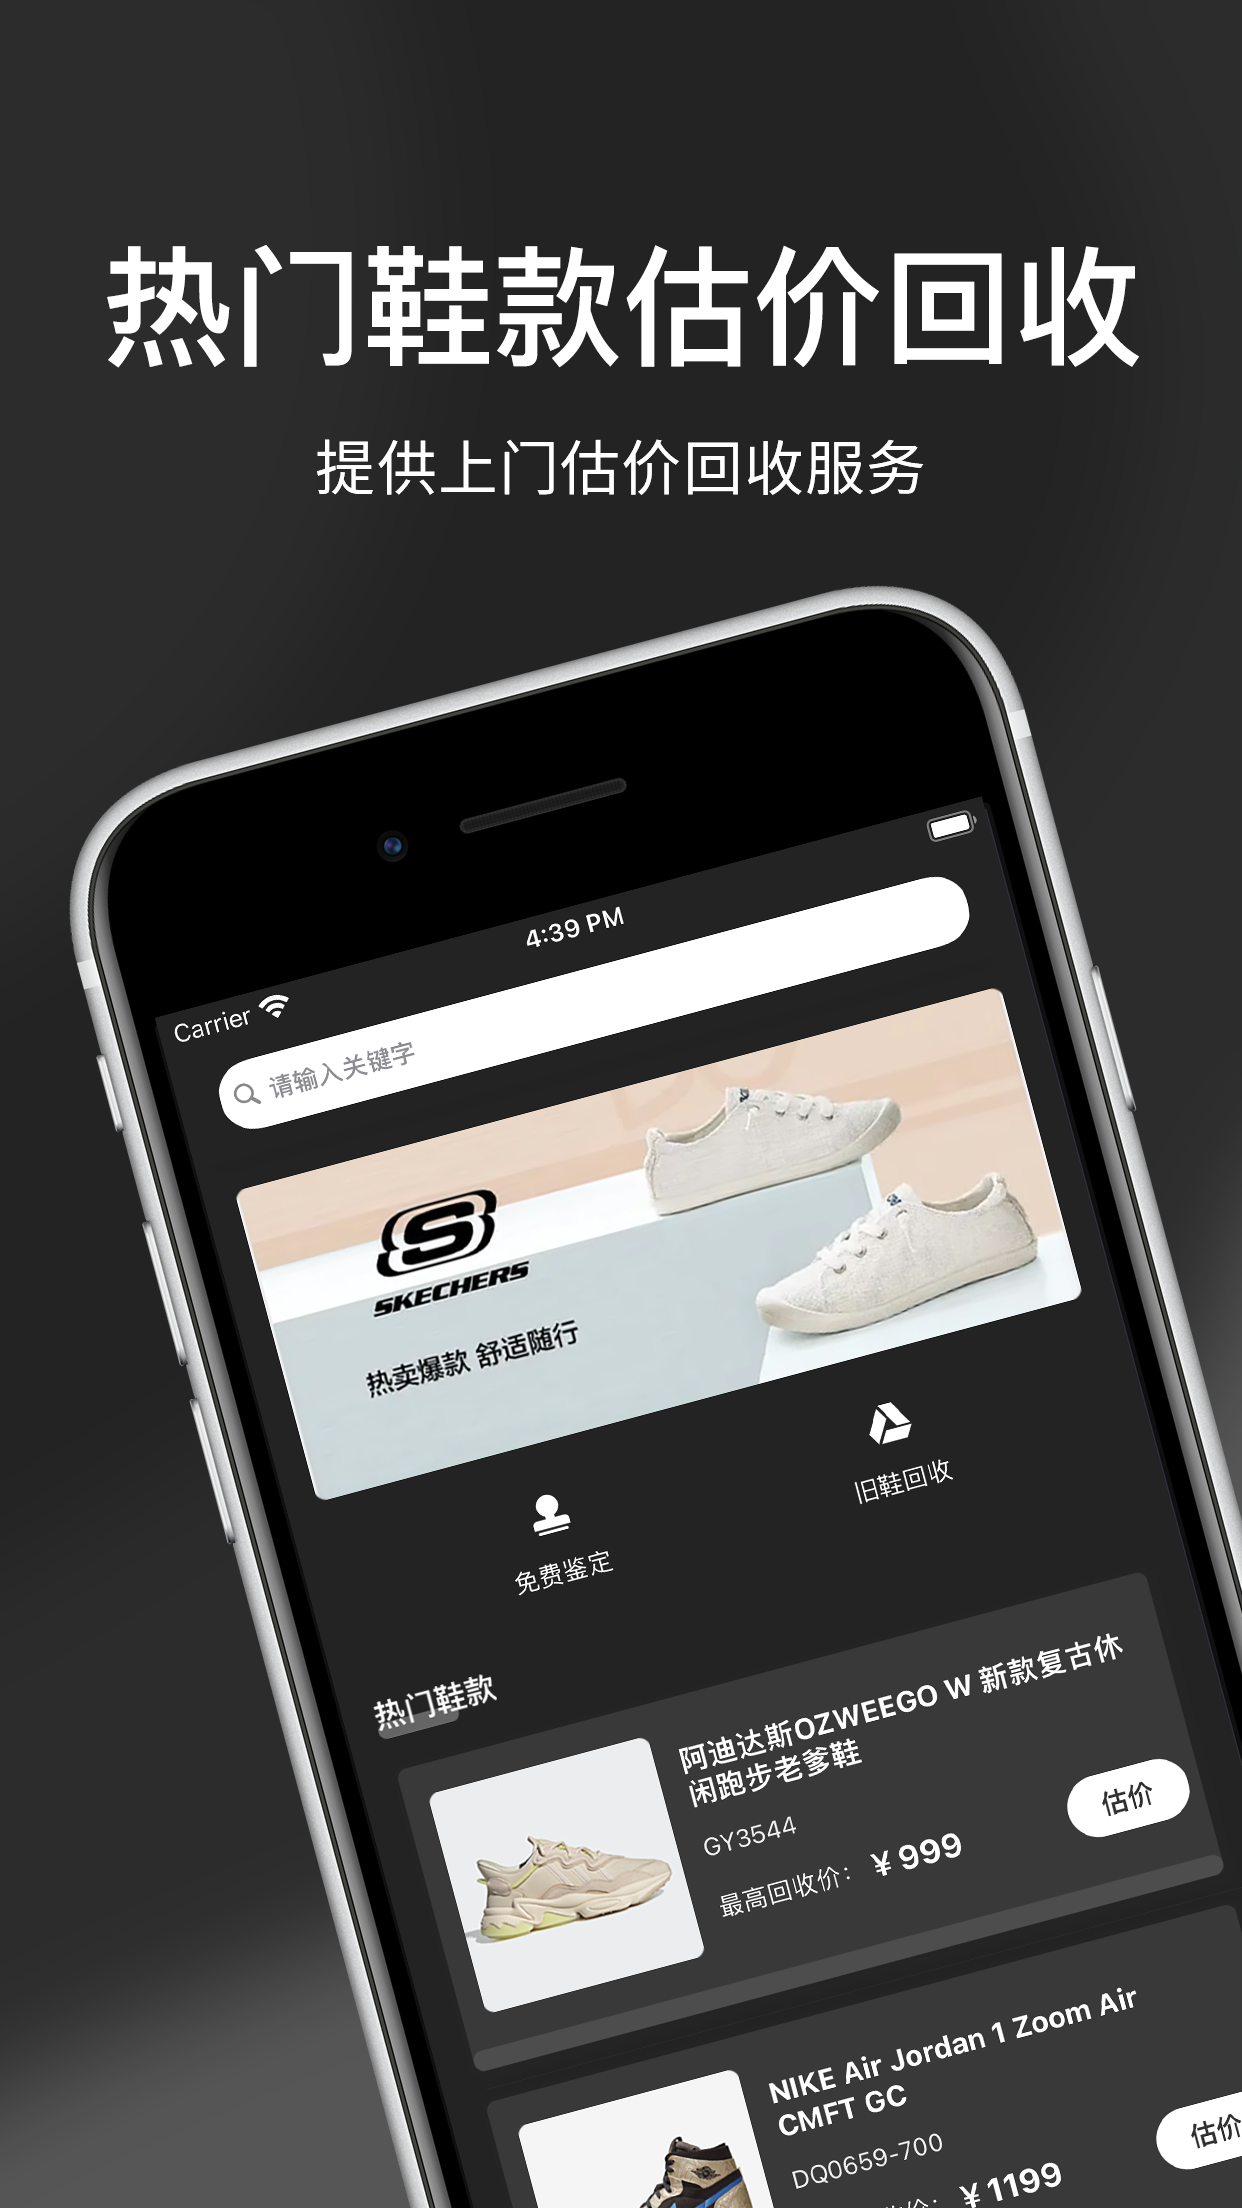 热门鞋款估价回收
提供上门估价回收服务
Carrier
4:39 PM
请输入关键字
SKECHERS
热卖爆款 舒适随行
免费鉴定
旧鞋回收
热门鞋款
阿迪达斯OZWEEGO W 新款复古休
闲跑步老爹鞋
GY3544
最高回收价：
¥ 999
估价
NIKE Air Jordan 1 Zoom Air
CMFT GC
DQ0659-700
¥ 1199
估价